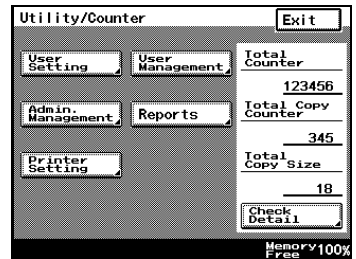 Utility/Counter
Exit
User
Setting
User
Management
Admin.
Management
Reports
Printer
Setting
Total
Counter
123456
Total Copy
Counter
345
Total
Copy Size
18
Check
Detail
Memory
Free 100%